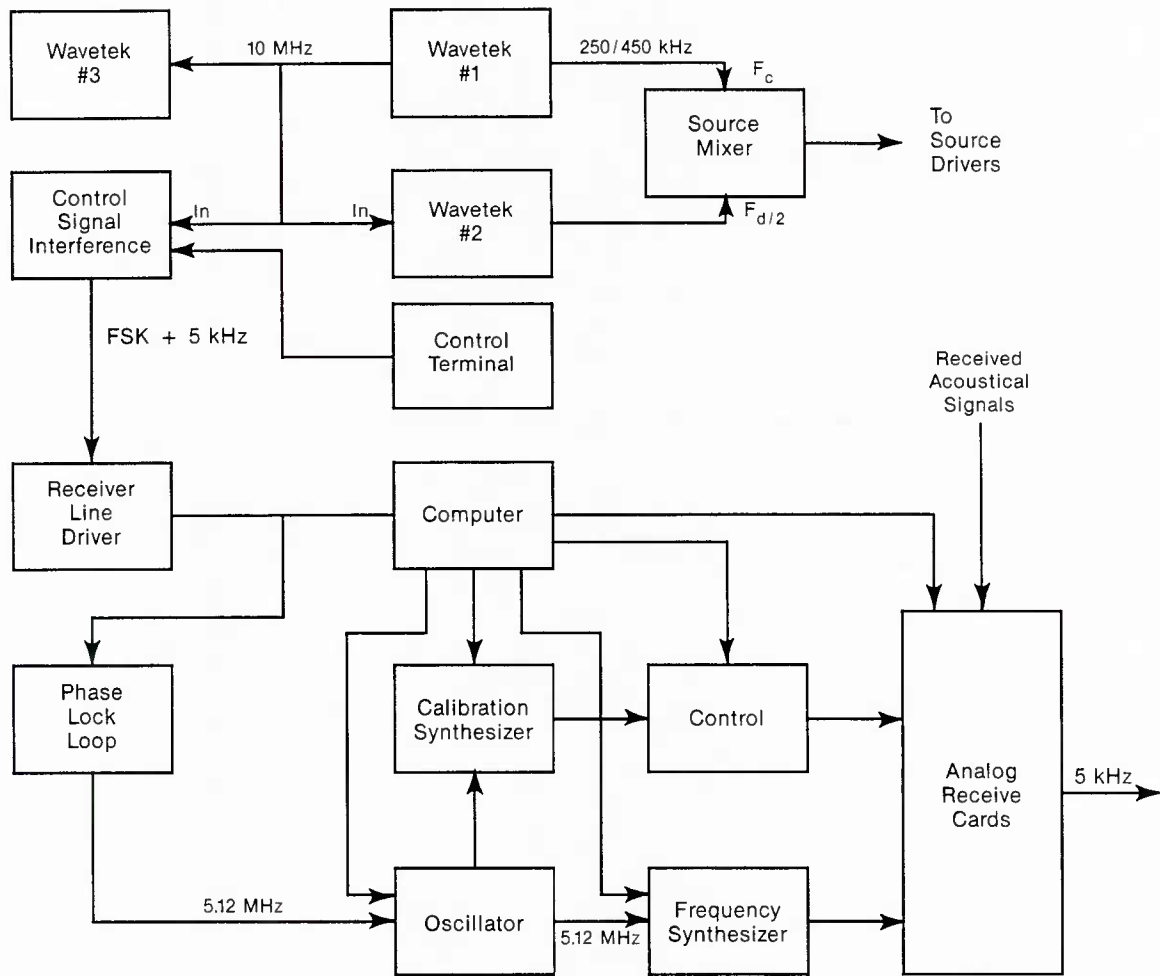 Wavetek
#3
10 MHz
Wavetek
#1
250/450 kHz
F_c
Source
Mixer
To
Source
Drivers
Control
Signal
Interference
In
In
Wavetek
#2
F_d/2
FSK + 5 kHz
Control
Terminal
Received
Acoustical
Signals
Receiver
Line
Driver
Computer
Phase
Lock
Loop
Calibration
Synthesizer
Control
Analog
Receive
Cards
5 kHz
5.12 MHz
Oscillator
5.12 MHz
Frequency
Synthesizer